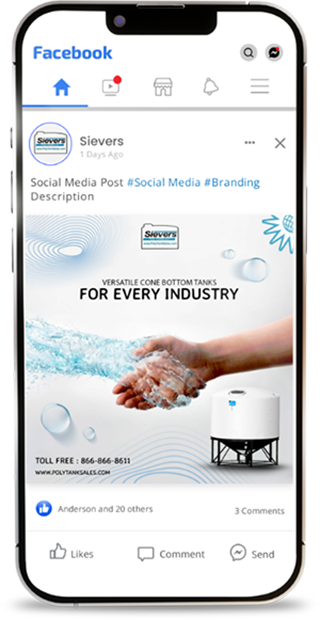 Facebook
Sievers
Sievers
1 Days Ago
Social Media Post #Social Media #Branding
Description
Sievers
VERSATILE CONE BOTTOM TANKS
FOR EVERY INDUSTRY
TOLL FREE : 866-866-8611
WWW.POLYTANKSALES.COM
Anderson and 20 others
3 Comments
Likes
Comment
Send